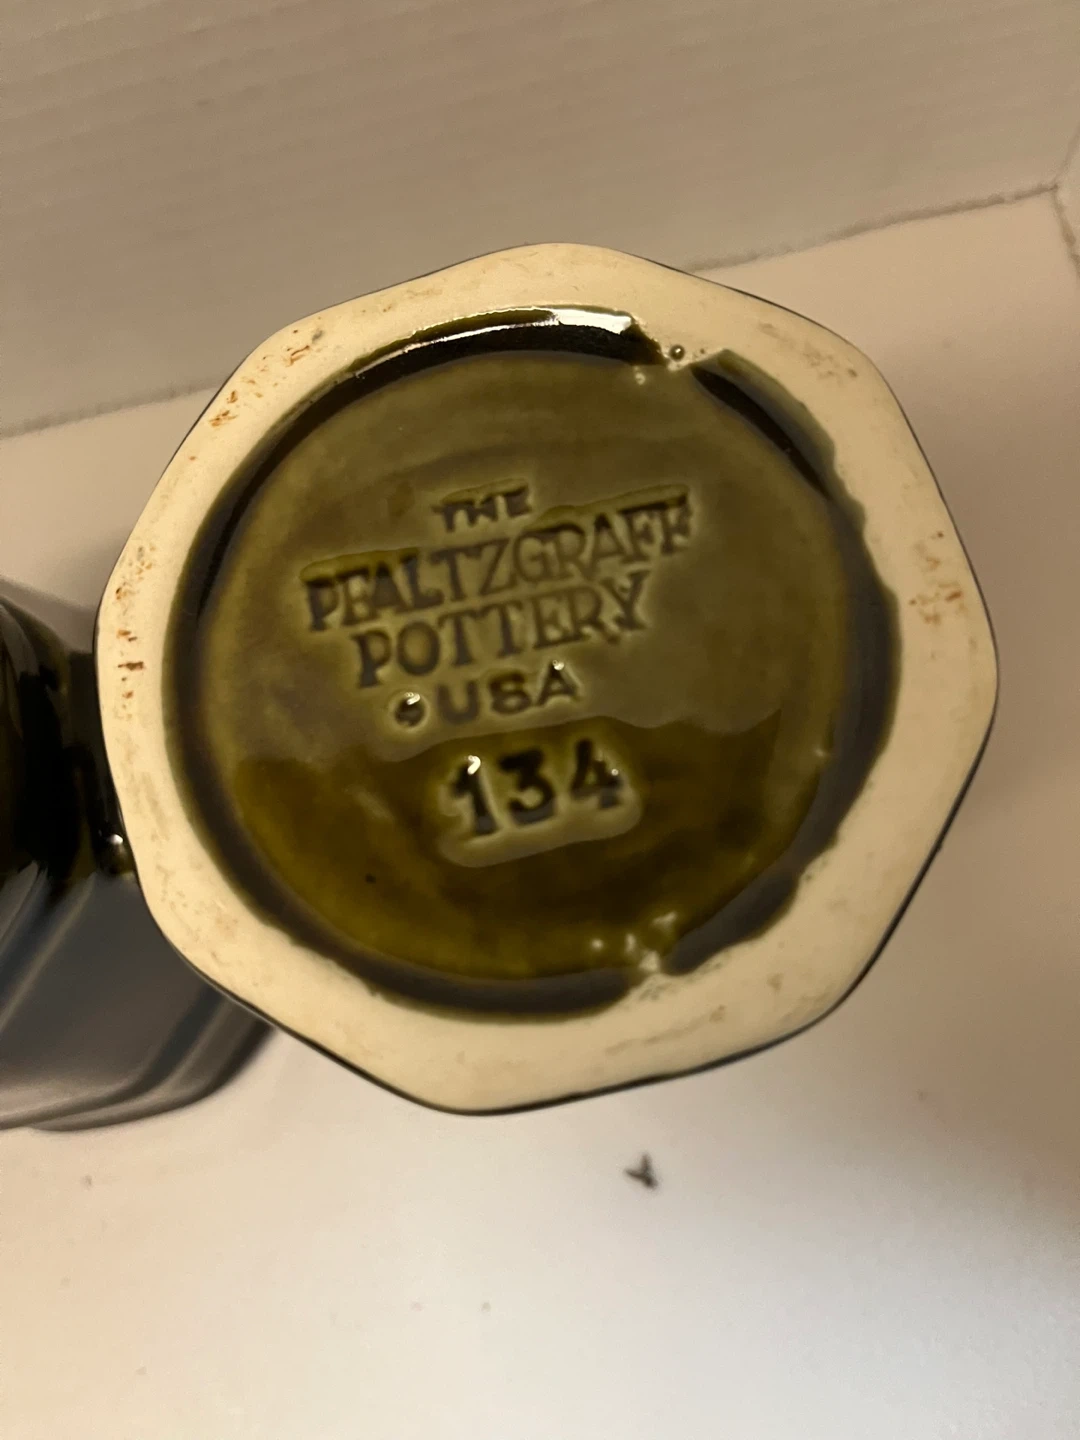 THE
PFALTZGRAFF
POTTERY
USA
134